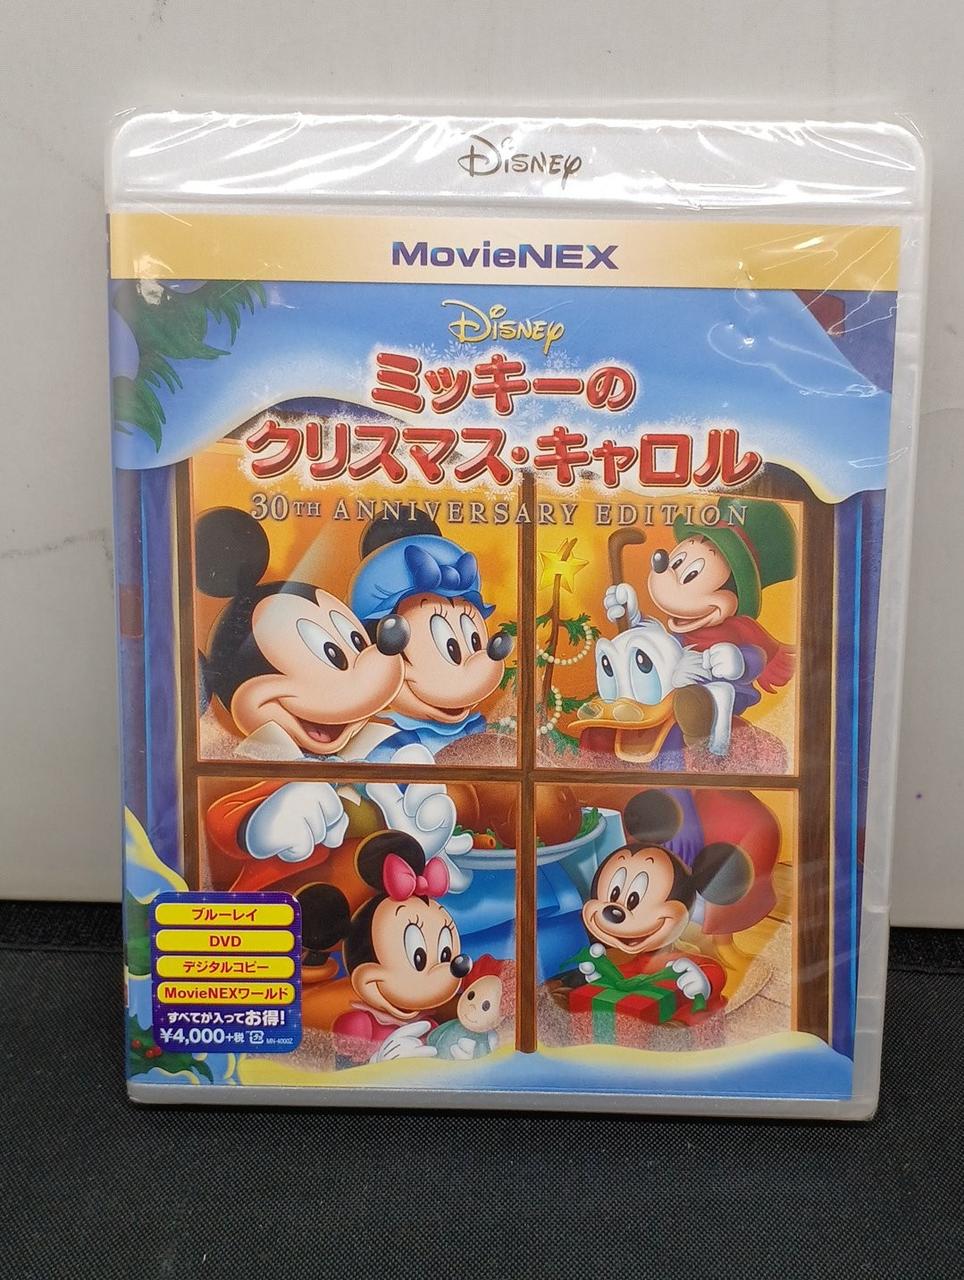 Disney
MovieNEX
Disney
ミッキーの
クリスマス・キャロル
30TH ANNIVERSARY EDITION
ブルーレイ
DVD
デジタルコピー
MovieNEXワールド
すべてが入ってお得!
¥4,000+税
MN-4000Z